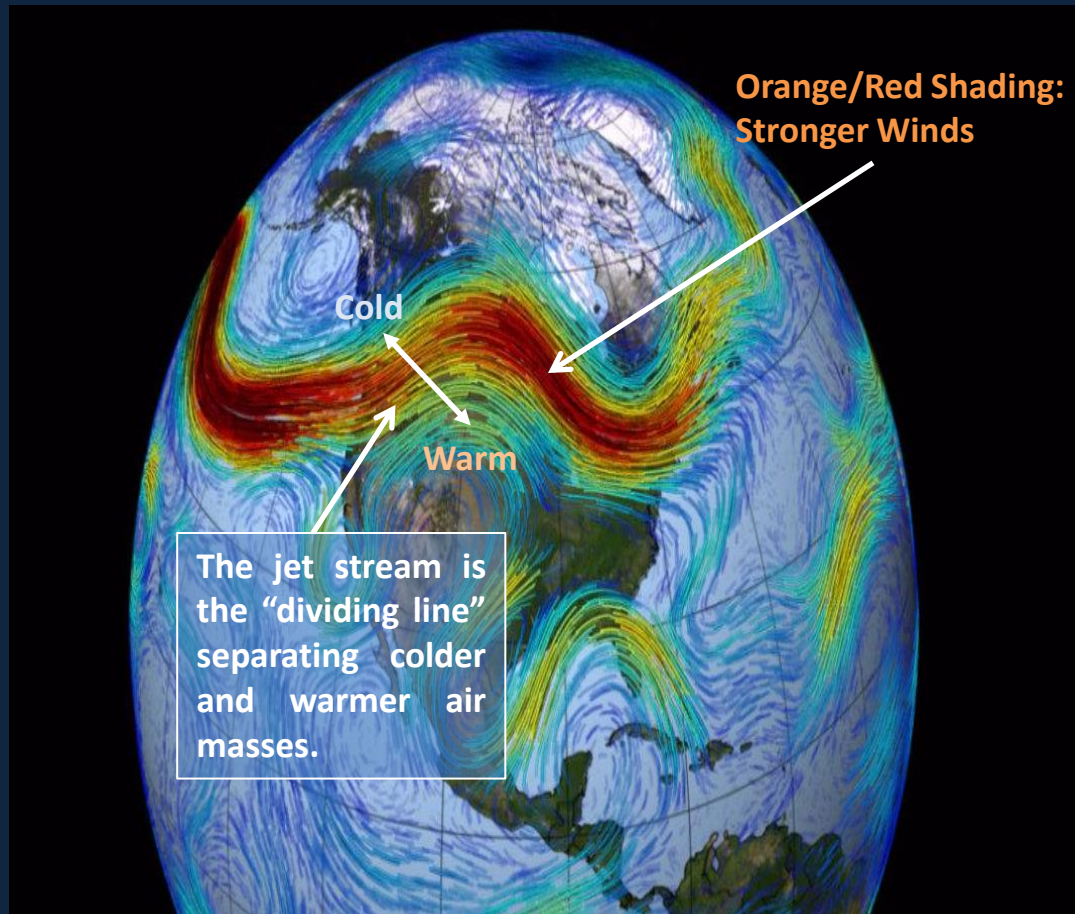 Orange/Red Shading:
Stronger Winds
Cold
Warm
The jet stream is
the “dividing line”
separating colder
and warmer air
masses.